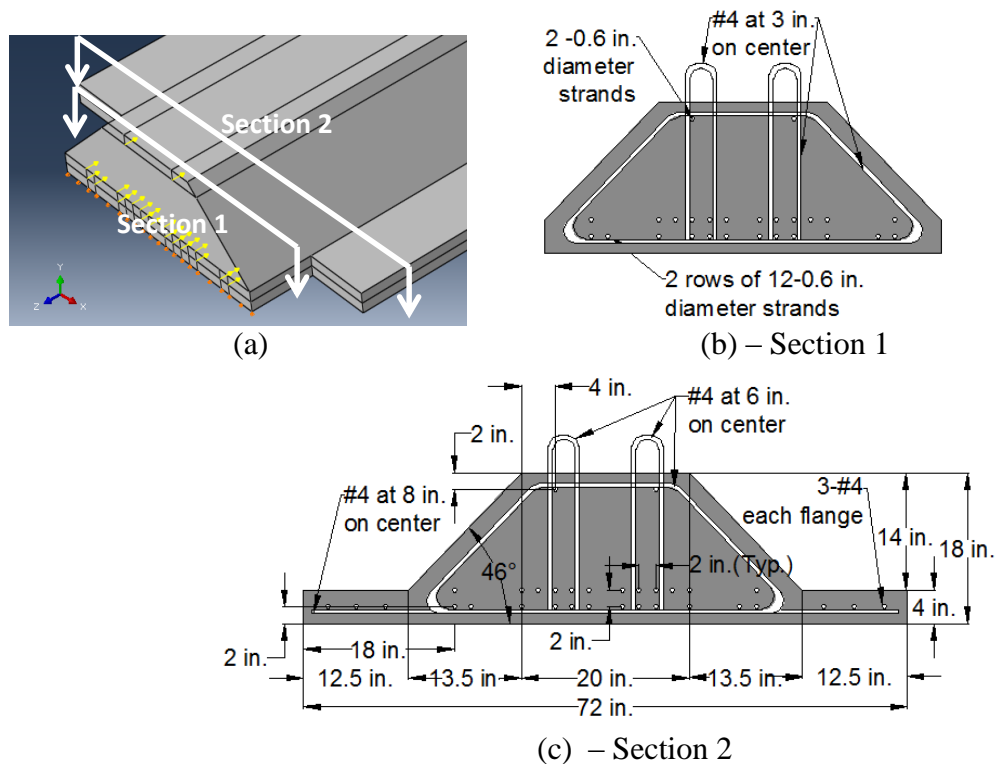 Section 2
Section 1
Y
Z
X
(a)
#4 at 3 in.
on center
2 -0.6 in.
diameter
strands
2 rows of 12-0.6 in.
diameter strands
(b) – Section 1
4 in.
#4 at 6 in.
on center
2 in.
#4 at 8 in.
on center
3-#4
each flange
14 in.
18 in.
46°
2 in.(Typ.)
4 in.
2 in.
2 in.
18 in.
12.5 in.
13.5 in
20 in.
13.5 in.
12.5 in.
72 in.
(c) – Section 2